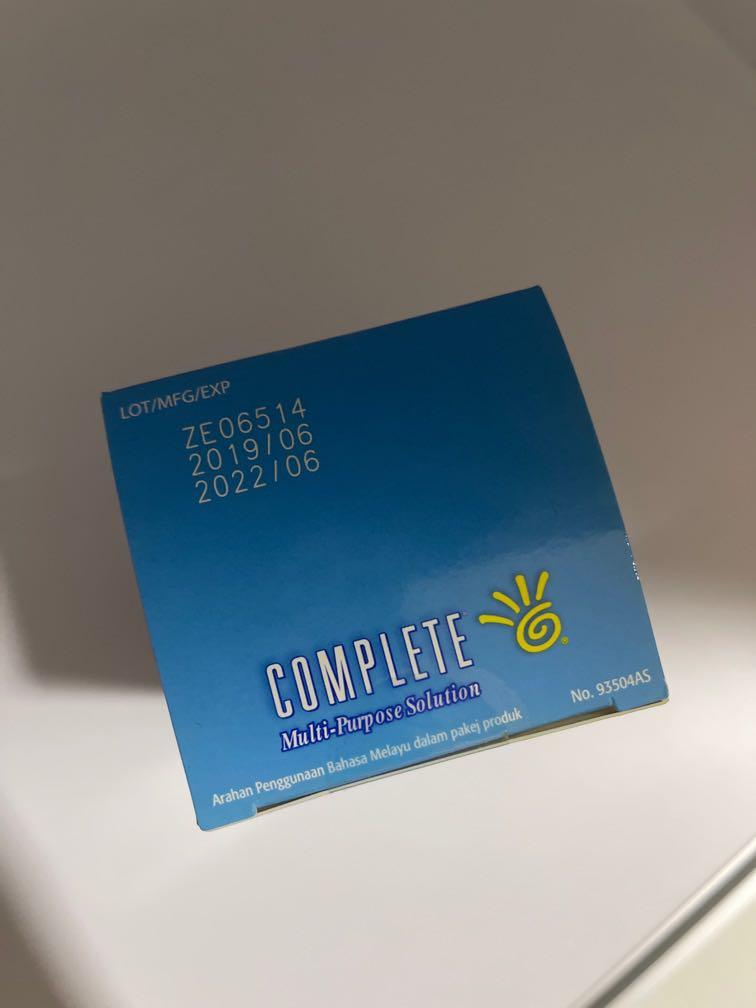 LOT/MFG/EXP
ZE06514
2019/06
2022/06
COMPLETE
Multi-Purpose Solution
No. 93504AS
Arahan Penggunaan Bahasa Melayu dalam pakej produk